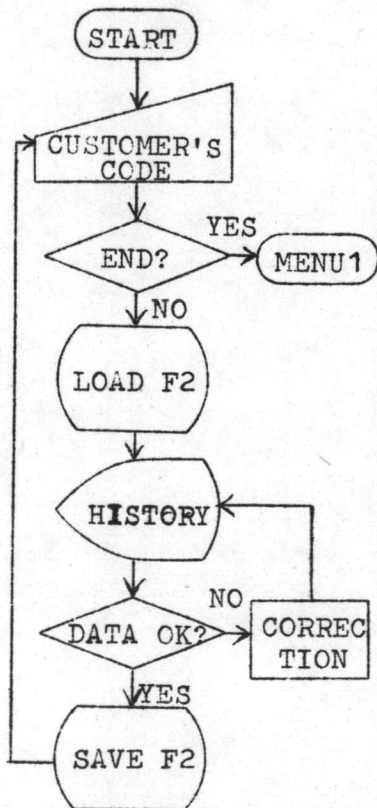 START
CUSTOMER'S
CODE
END?
YES
MENU1
NO
LOAD F2
HISTORY
DATA OK?
NO
CORREC
TION
YES
SAVE F2